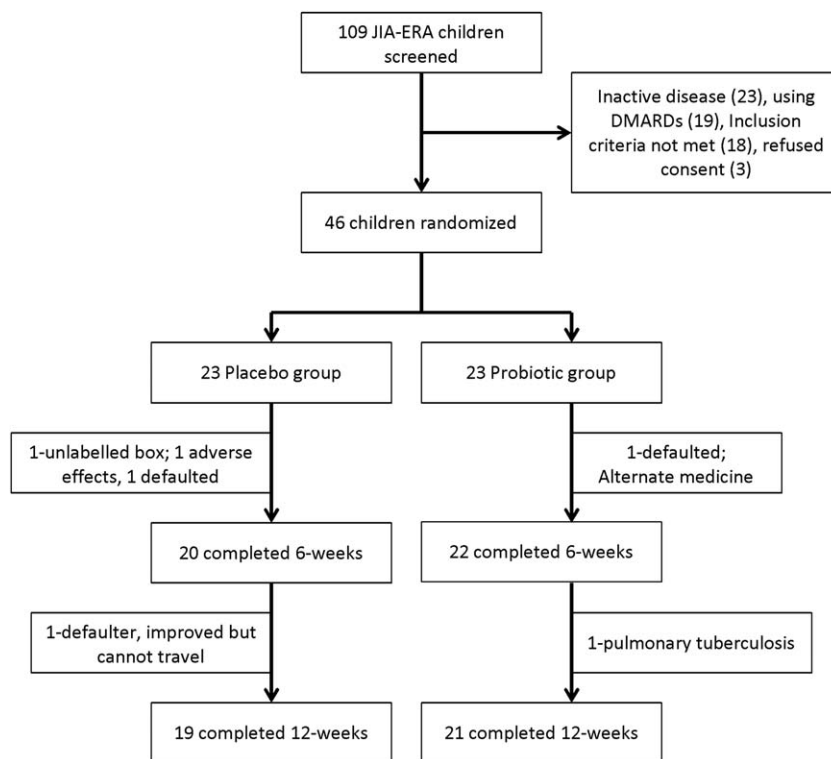 109 JIA-ERA children
screened
Inactive disease (23), using
DMARDs (19), Inclusion
criteria not met (18), refused
consent (3)
46 children randomized
23 Placebo group
23 Probiotic group
1-unlabelled box; 1 adverse
effects, 1 defaulted
1-defaulted;
Alternate medicine
20 completed 6-weeks
22 completed 6-weeks
1-defaulter, improved but
cannot travel
1-pulmonary tuberculosis
19 completed 12-weeks
21 completed 12-weeks